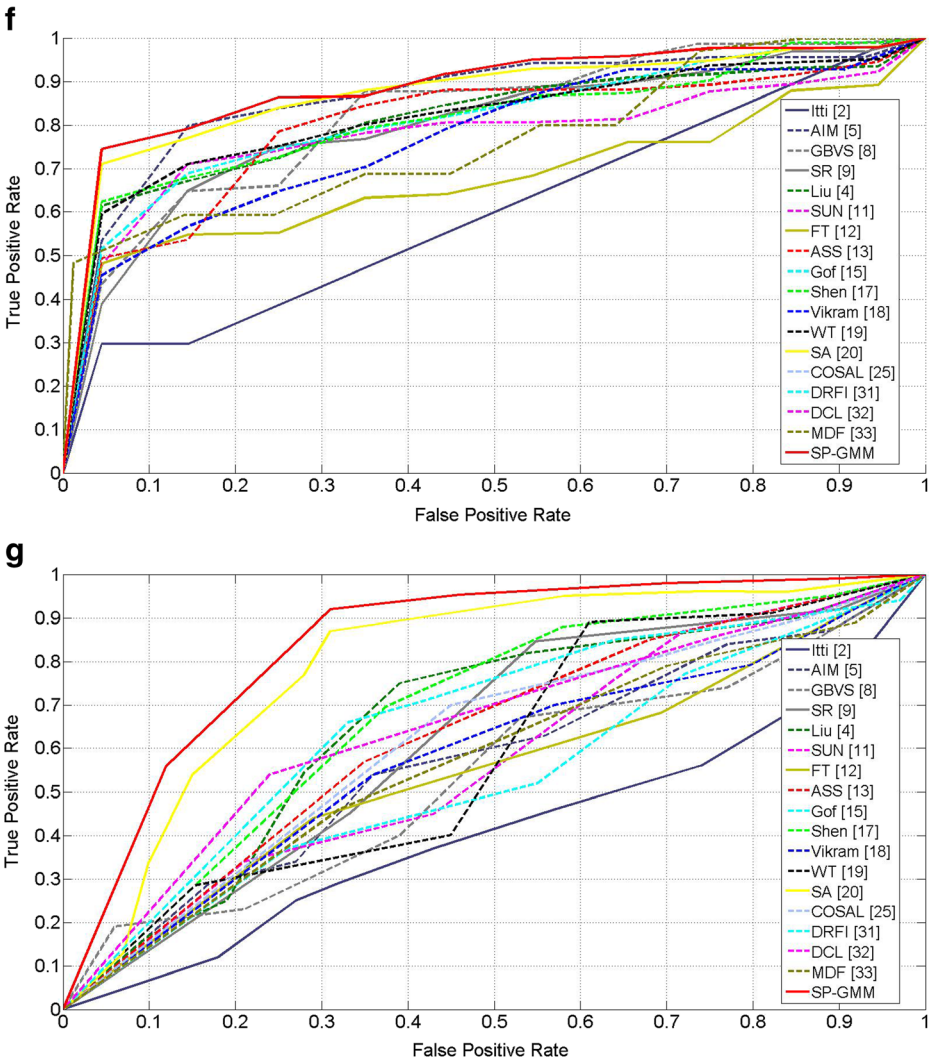 f
1
0.9
0.8
0.7
0.6
0.5
0.4
0.3
0.2
0.1
0
True Positive Rate
0 0.1 0.2 0.3 0.4 0.5 0.6 0.7 0.8 0.9 1
False Positive Rate
Itti [2]
AIM [5]
GBVS [8]
SR [9]
Liu [4]
SUN [11]
FT [12]
ASS [13]
Gof [15]
Shen [17]
Vikram [18]
WT [19]
SA [20]
COSAL [25]
DRFI [31]
DCL [32]
MDF [33]
SP-GMM
g
1
0.9
0.8
0.7
0.6
0.5
0.4
0.3
0.2
0.1
0
True Positive Rate
0 0.1 0.2 0.3 0.4 0.5 0.6 0.7 0.8 0.9 1
False Positive Rate
Itti [2]
AIM [5]
GBVS [8]
SR [9]
Liu [4]
SUN [11]
FT [12]
ASS [13]
Gof [15]
Shen [17]
Vikram [18]
WT [19]
SA [20]
COSAL [25]
DRFI [31]
DCL [32]
MDF [33]
SP-GMM